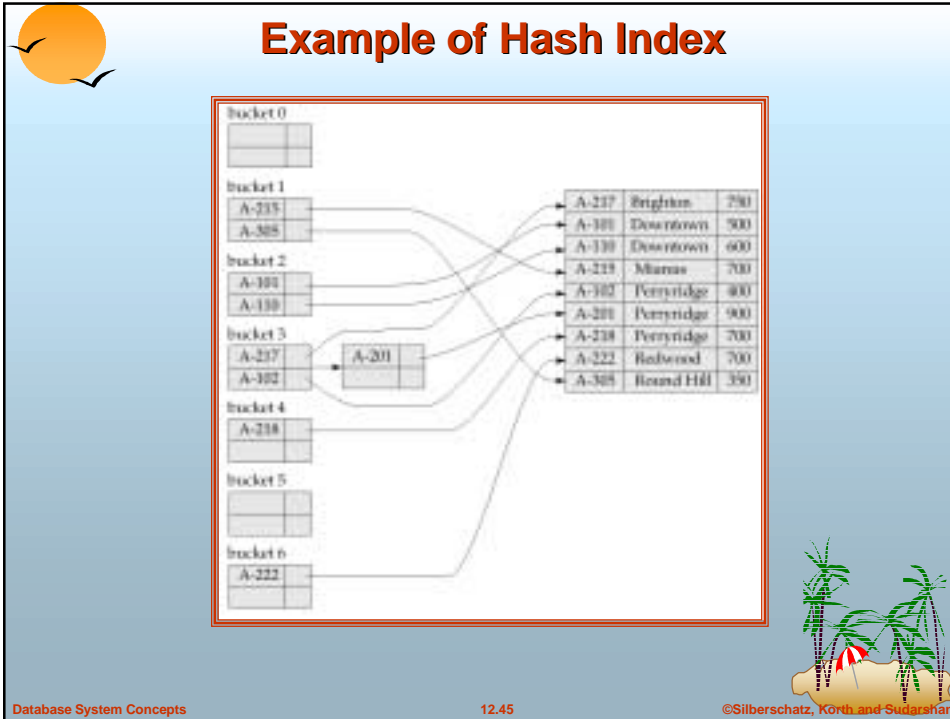 Example of Hash Index
bucket 0
bucket 1
A-215
A-305
bucket 2
A-101
A-110
bucket 3
A-217
A-102
A-201
bucket 4
A-218
bucket 5
bucket 6
A-222
A-217 Brighton 750
A-101 Downtown 500
A-110 Downtown 600
A-215 Mianus 700
A-102 Perryridge 400
A-201 Perryridge 900
A-218 Perryridge 700
A-222 Redwood 700
A-305 Round Hill 350
Database System Concepts
12.45
©Silberschatz, Korth and Sudarshan